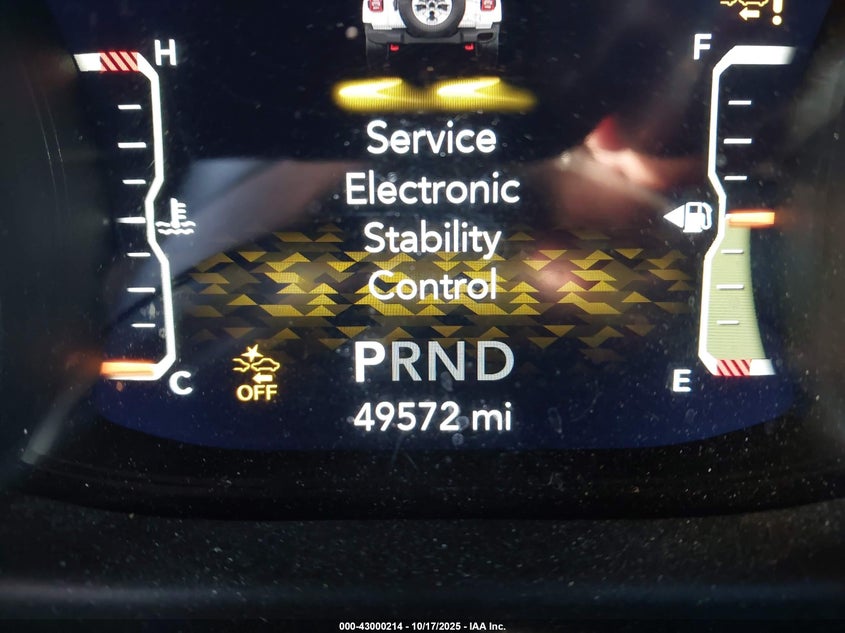 H
F
Service
Electronic
Stability
Control
PRND
C
OFF
E
49572 mi
000-43000214 - 10/17/2025 - IAA Inc.